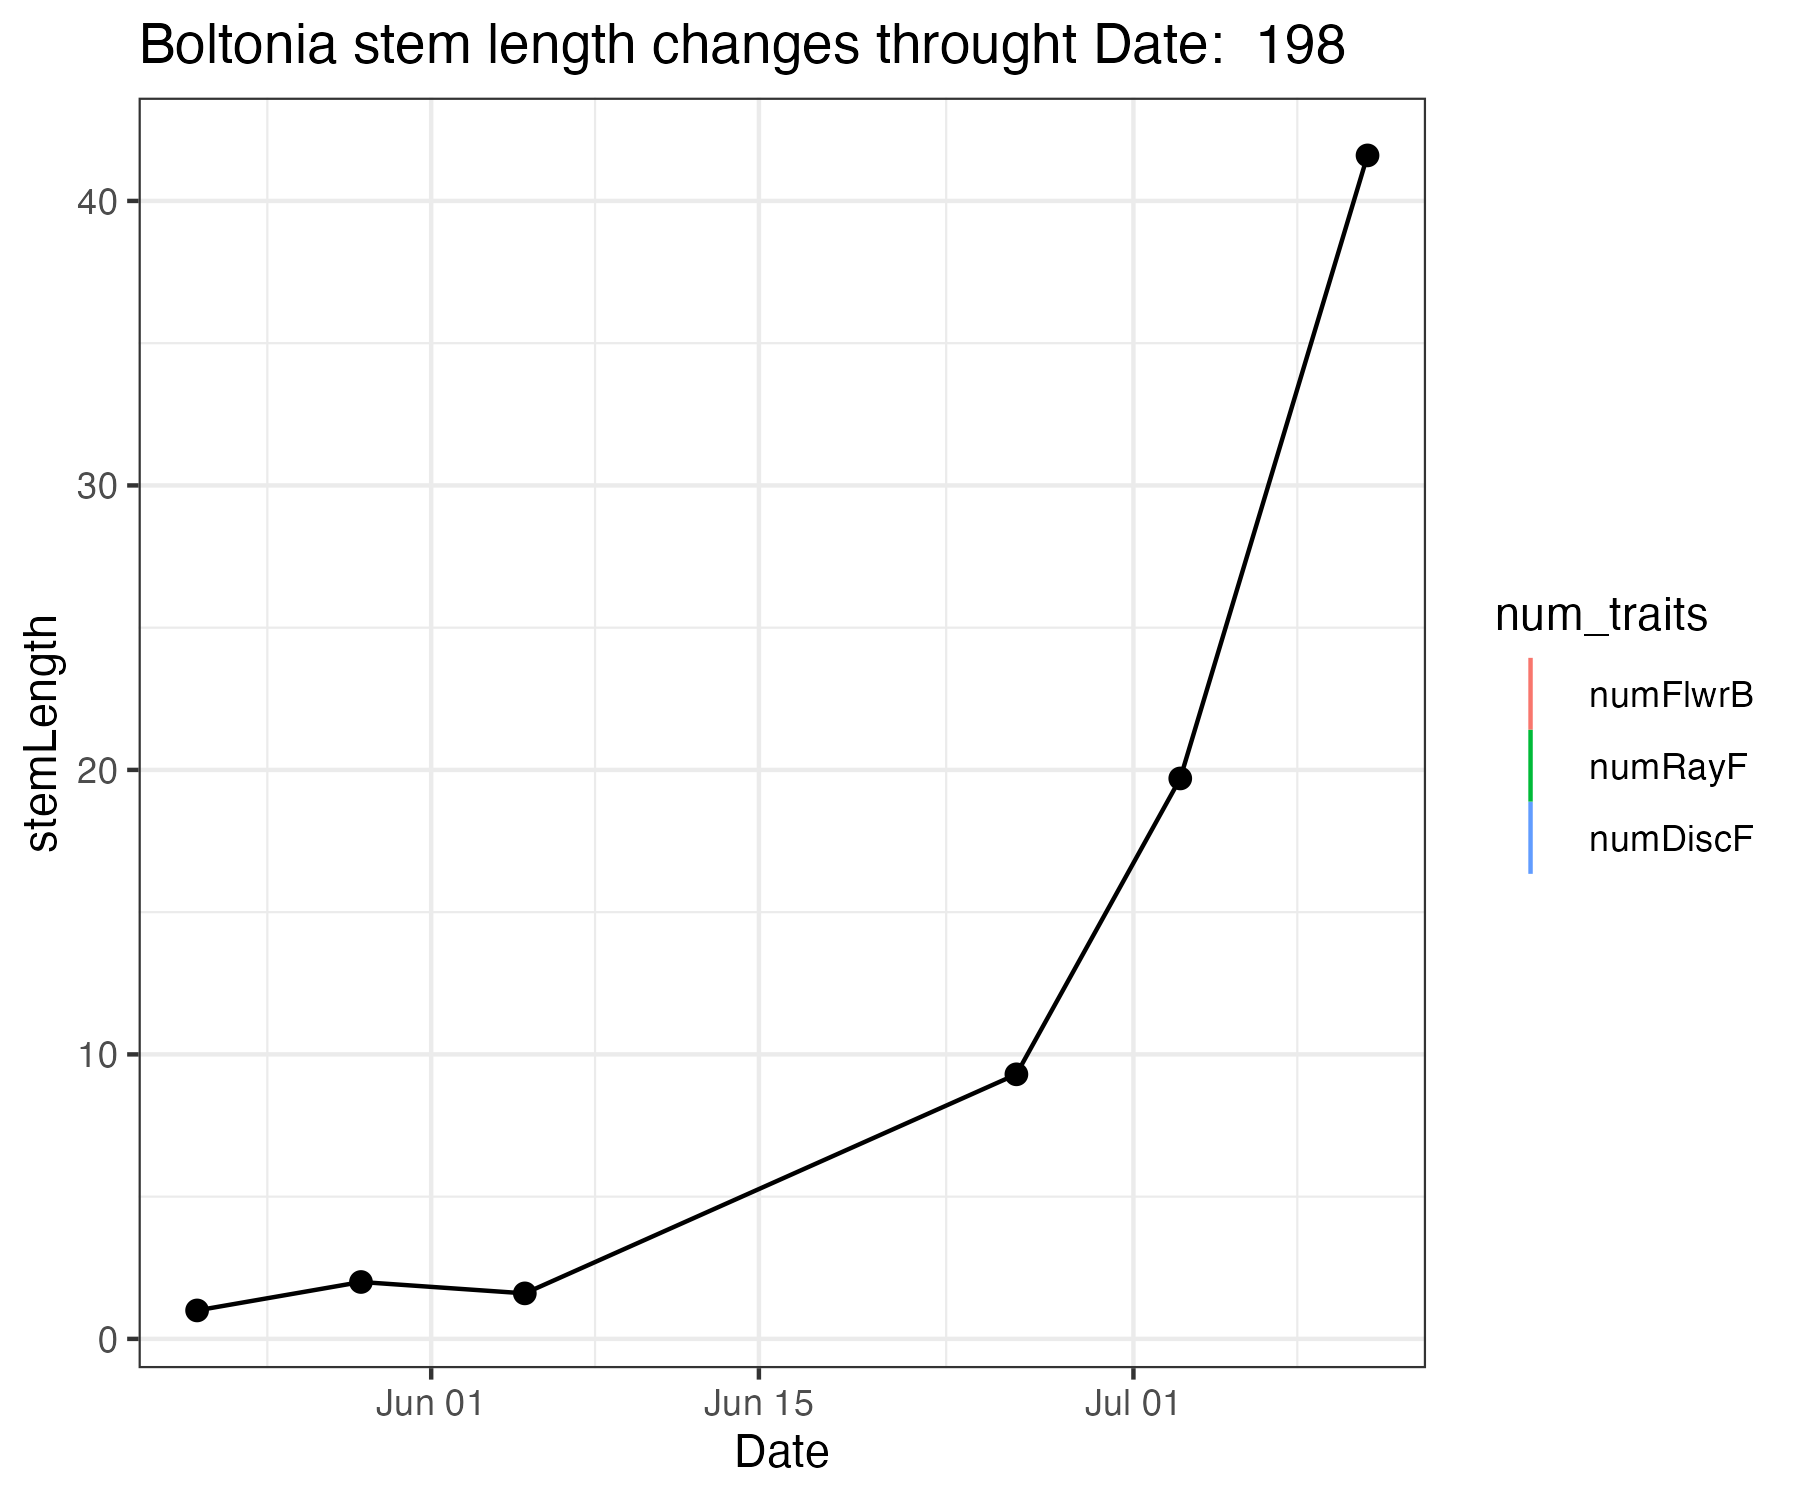 Boltonia stem length changes throught Date:  198
stemLength
40
30
20
10
0
Jun 01
Jun 15
Jul 01
Date
num_traits
numFlwrB
numRayF
numDiscF